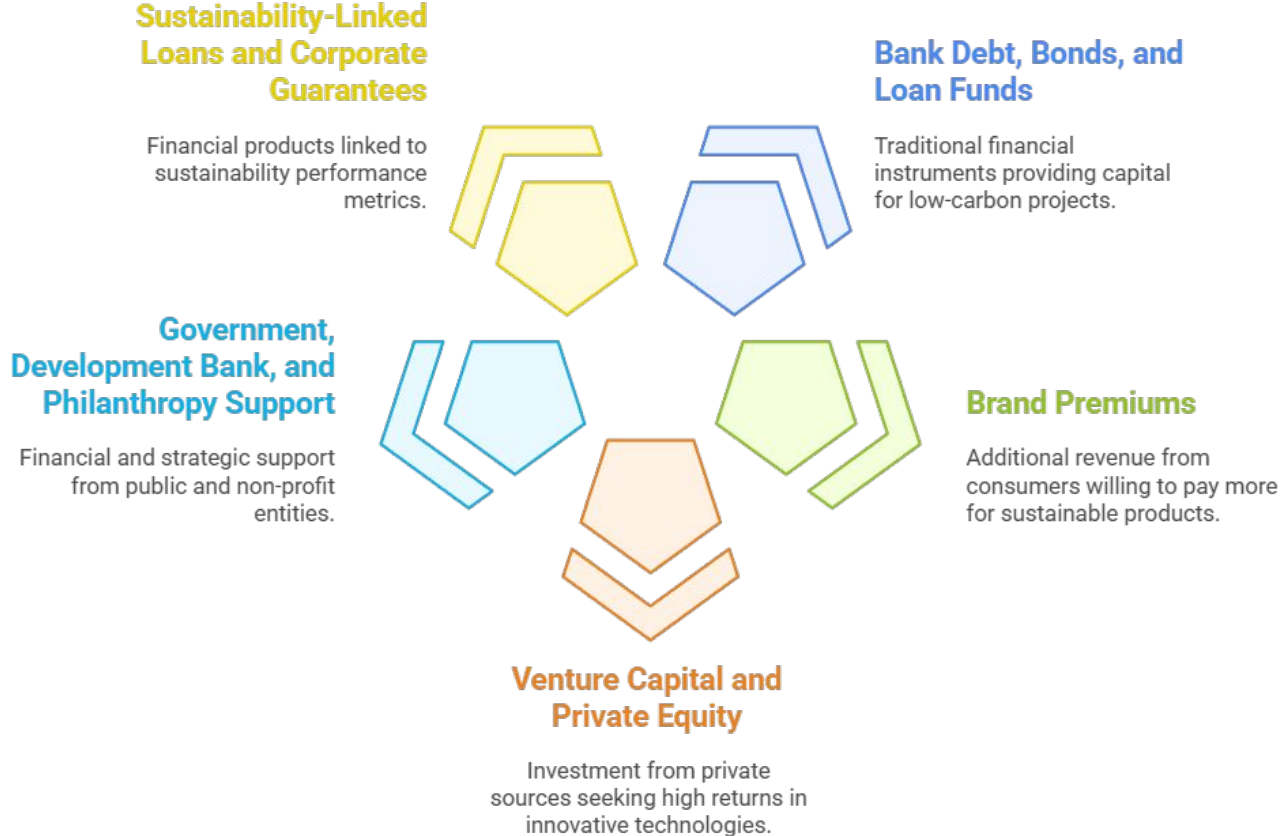 Sustainability-Linked
Loans and Corporate
Guarantees
Financial products linked to
sustainability performance
metrics.
Bank Debt, Bonds, and
Loan Funds
Traditional financial
instruments providing capital
for low-carbon projects.
Government,
Development Bank, and
Philanthropy Support
Financial and strategic support
from public and non-profit
entities.
Brand Premiums
Additional revenue from
consumers willing to pay more
for sustainable products.
Venture Capital and
Private Equity
Investment from private
sources seeking high returns in
innovative technologies.